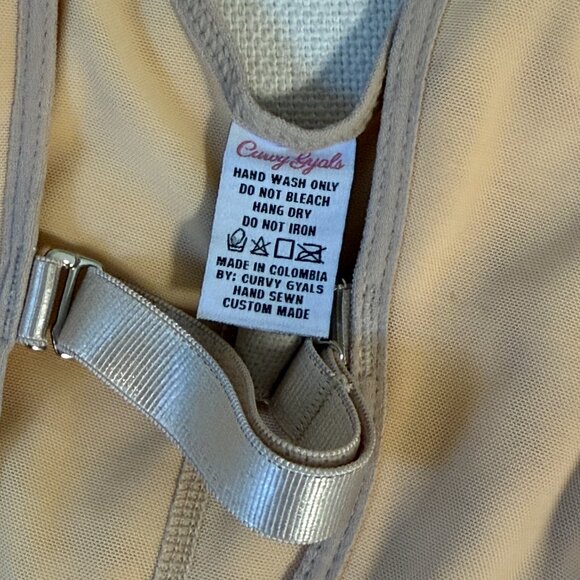 Curvy Gyals
HAND WASH ONLY
DO NOT BLEACH
HANG DRY
DO NOT IRON
MADE IN COLOMBIA
BY: CURVY GYALS
HAND SEWN
CUSTOM MADE